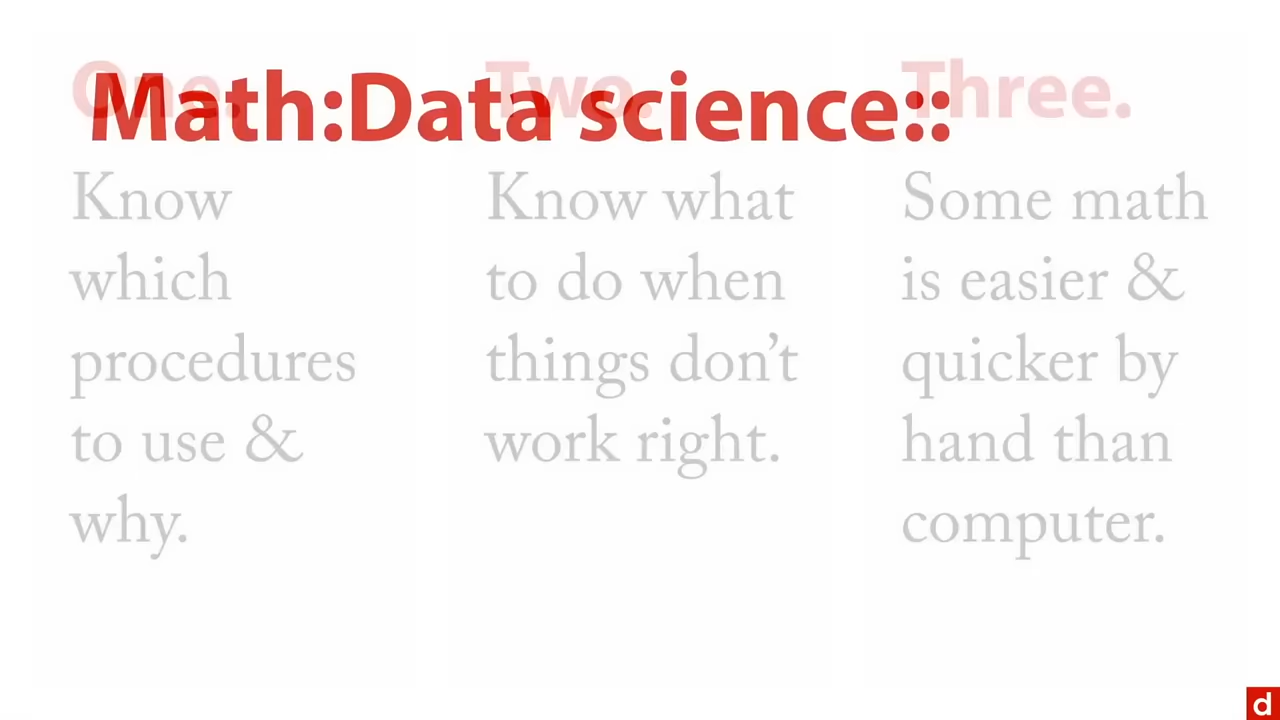 Math:Data science::
One.
Know
which
procedures
to use &
why.
Two.
Know what
to do when
things don’t
work right.
Three.
Some math
is easier &
quicker by
hand than
computer.
d